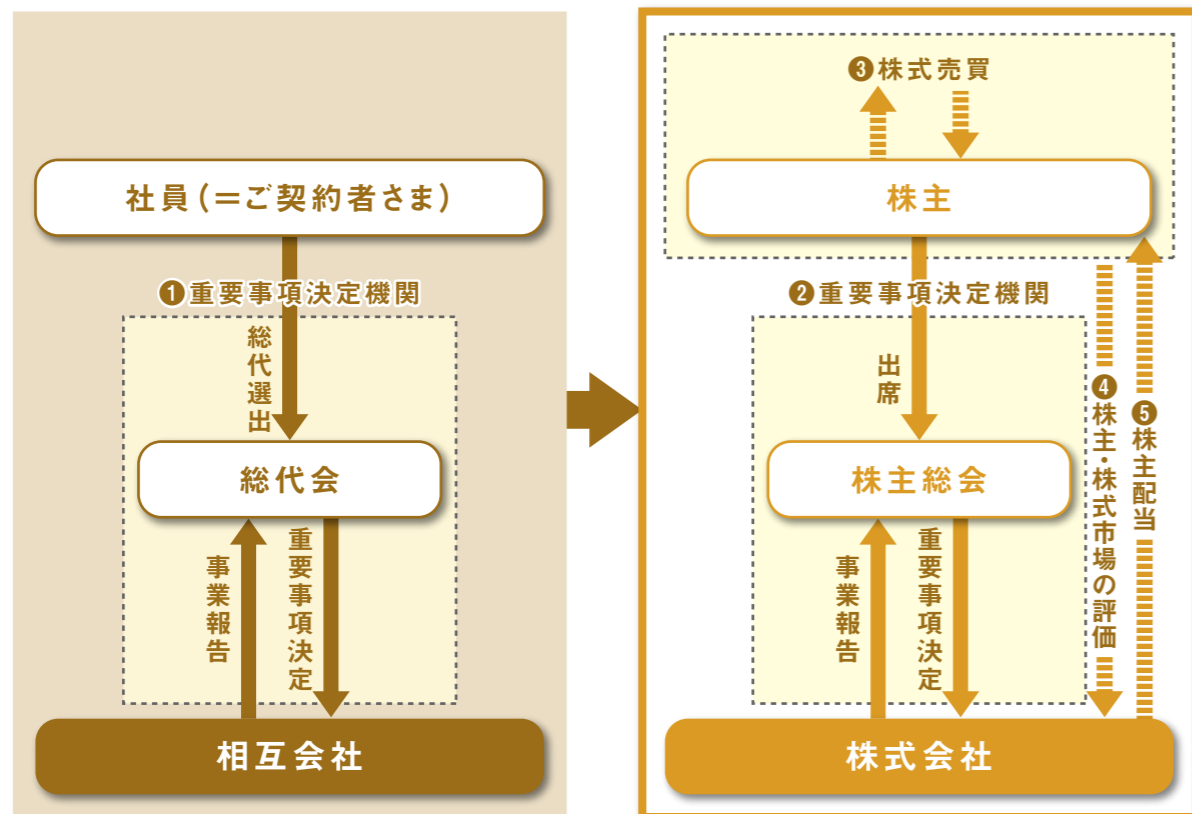 社員(＝ご契約者さま)
❶重要事項決定機関
総代選出
総代会
事業報告
重要事項決定
相互会社
❸株式売買
株主
❷重要事項決定機関
出席
株主総会
事業報告
重要事項決定
❹株主・株式市場の評価
❺株主配当
株式会社